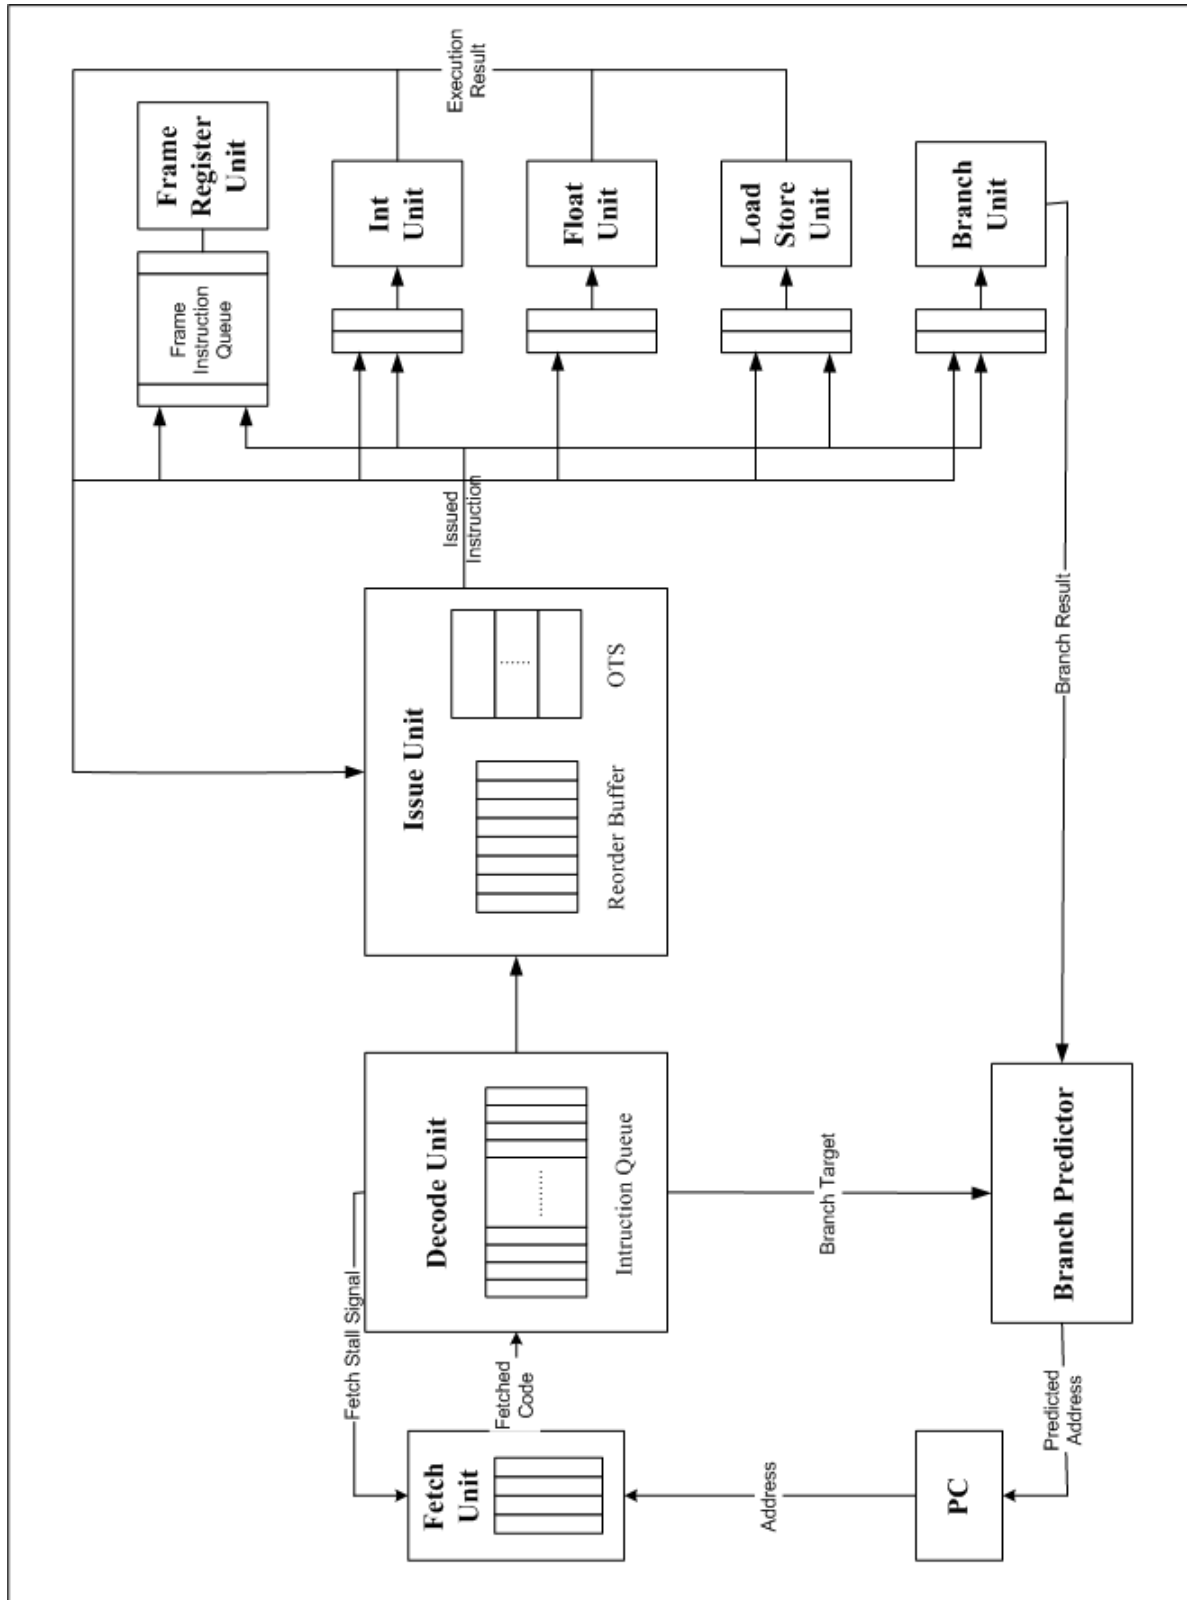 Fetch
Unit
Fetch Stall Signal
Fetched
Code
Address
PC
Predicted
Address
Decode Unit
Intruction Queue
Branch Target
Branch Predictor
Issue Unit
Reorder Buffer
OTS
Issued
Instruction
Branch Result
Frame
Instruction
Queue
Frame
Register
Unit
Int
Unit
Float
Unit
Load
Store
Unit
Branch
Unit
Execution
Result